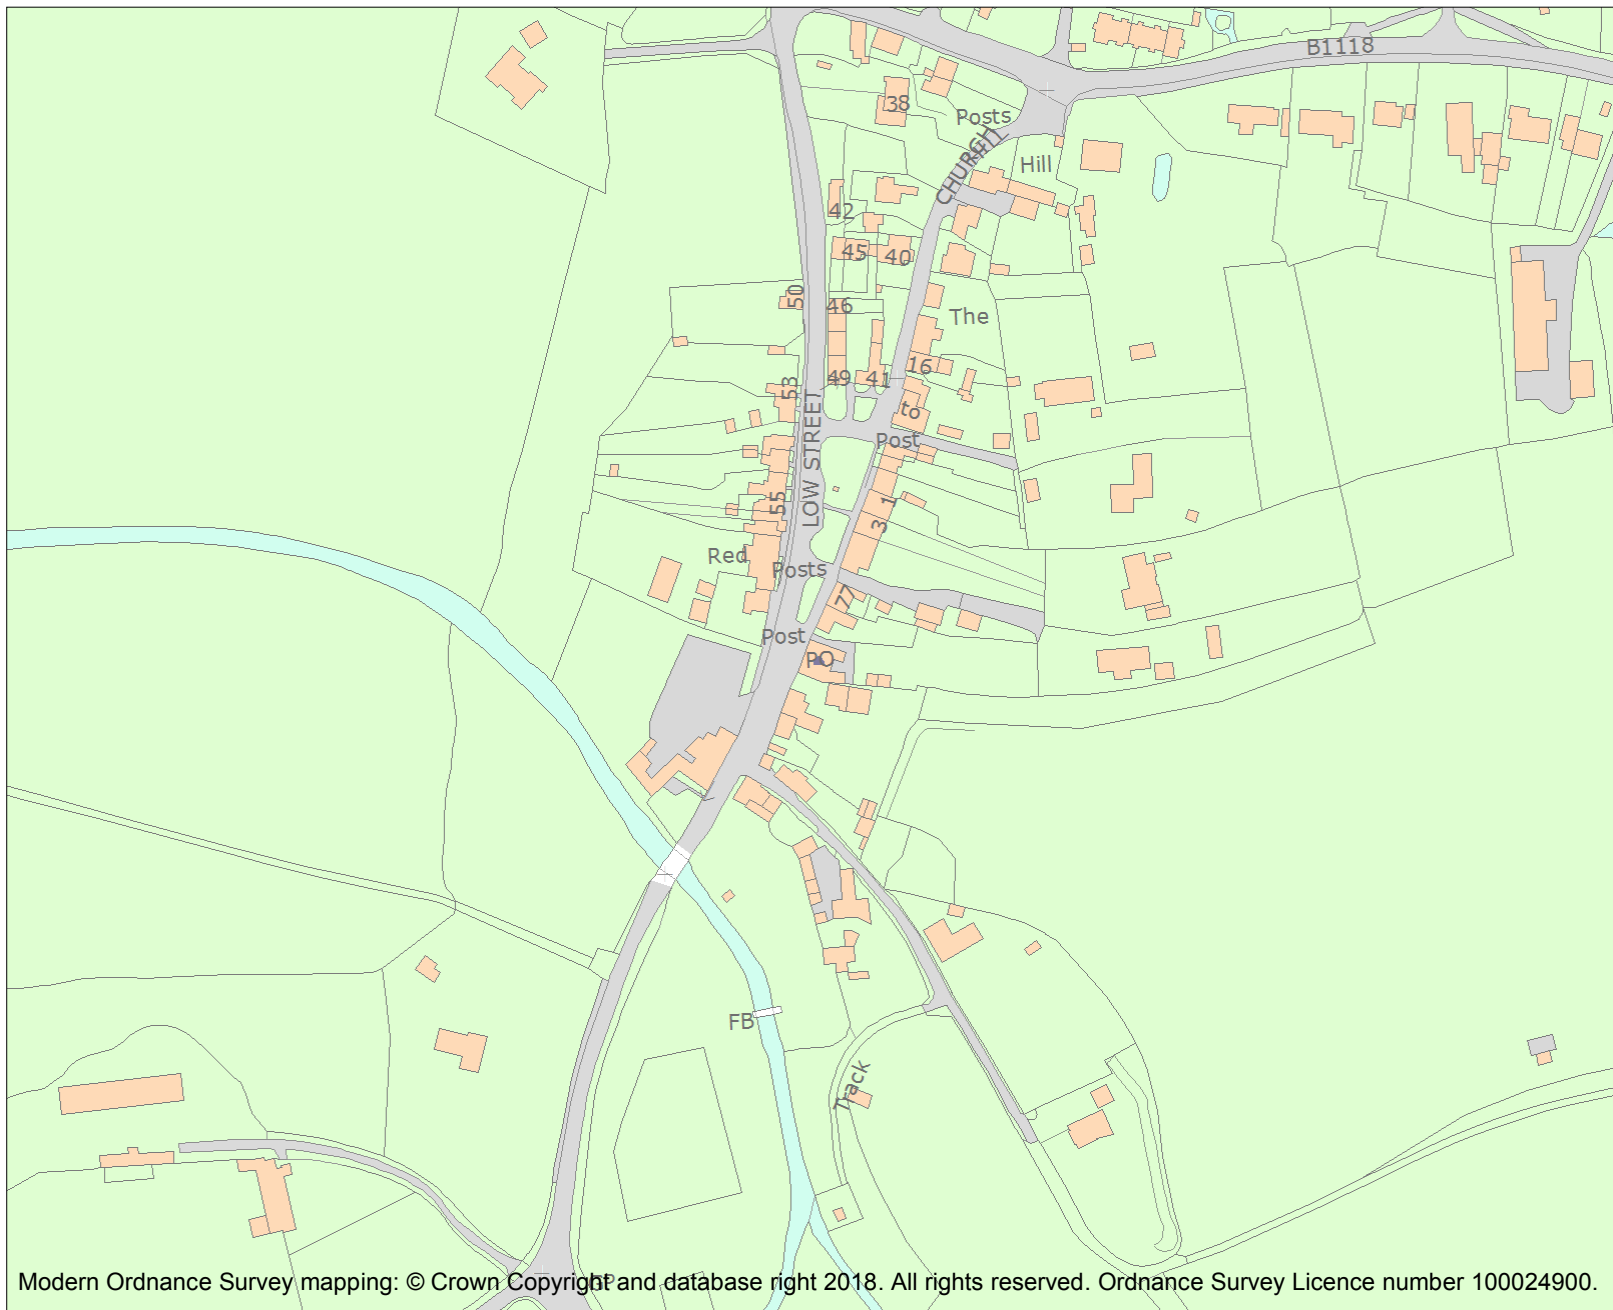 B1118
38
Posts
CHURCH
HILL
Hill
42
45
40
50
46
The
49
41
16
53
to
LOW STREET
Post
55
1
3
Red
Posts
77
Post
PO
FB
Track
Modern Ordnance Survey mapping: © Crown Copyright and database right 2018. All rights reserved. Ordnance Survey Licence number 100024900.